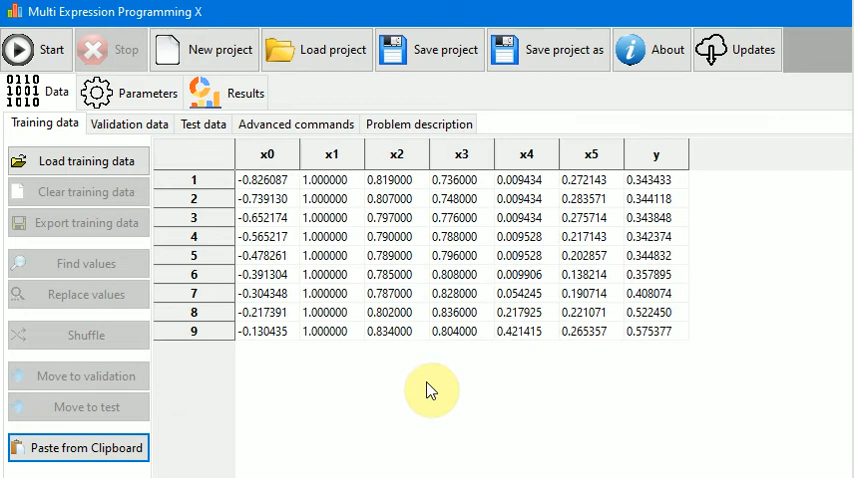 Multi Expression Programming X
Start Stop New project Load project Save project Save project as About Updates
0110
1001
1010
Data Parameters Results
Training data Validation data Test data Advanced commands Problem description
Load training data
Clear training data
Export training data
Find values
Replace values
Shuffle
Move to validation
Move to test
Paste from Clipboard
x0 x1 x2 x3 x4 x5 y
1 -0.826087 1.000000 0.819000 0.736000 0.009434 0.272143 0.343433
2 -0.739130 1.000000 0.807000 0.748000 0.009434 0.283571 0.344118
3 -0.652174 1.000000 0.797000 0.776000 0.009434 0.275714 0.343848
4 -0.565217 1.000000 0.790000 0.788000 0.009528 0.217143 0.342374
5 -0.478261 1.000000 0.789000 0.796000 0.009528 0.202857 0.344832
6 -0.391304 1.000000 0.785000 0.808000 0.009906 0.138214 0.357895
7 -0.304348 1.000000 0.787000 0.828000 0.054245 0.190714 0.408074
8 -0.217391 1.000000 0.802000 0.836000 0.217925 0.221071 0.522450
9 -0.130435 1.000000 0.834000 0.804000 0.421415 0.265357 0.575377